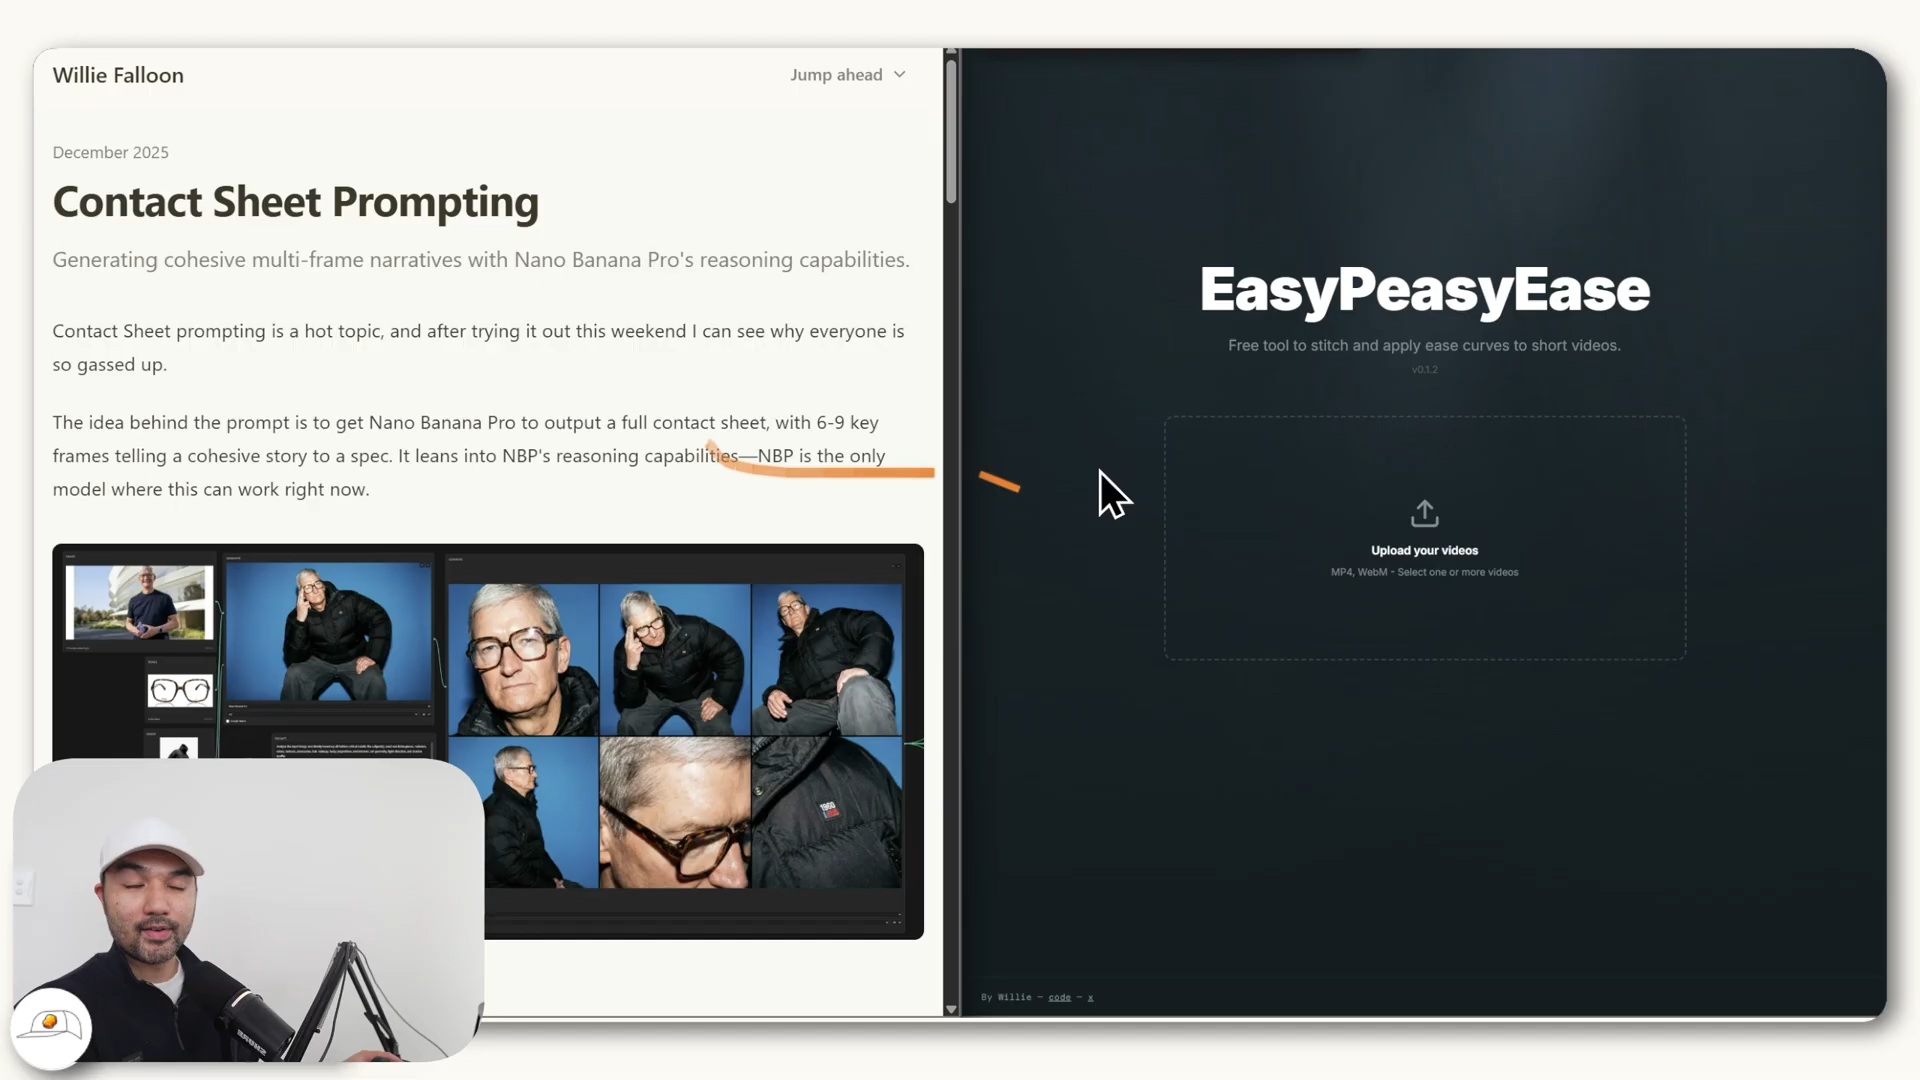 Willie Falloon
Jump ahead
December 2025
Contact Sheet Prompting
Generating cohesive multi-frame narratives with Nano Banana Pro's reasoning capabilities.
Contact Sheet prompting is a hot topic, and after trying it out this weekend I can see why everyone is
so gassed up.
The idea behind the prompt is to get Nano Banana Pro to output a full contact sheet, with 6-9 key
frames telling a cohesive story to a spec. It leans into NBP's reasoning capabilities—NBP is the only
model where this can work right now.
EasyPeasyEase
Free tool to stitch and apply ease curves to short videos.
v0.1.2
Upload your videos
MP4, WebM - Select one or more videos
By Willie — code — x